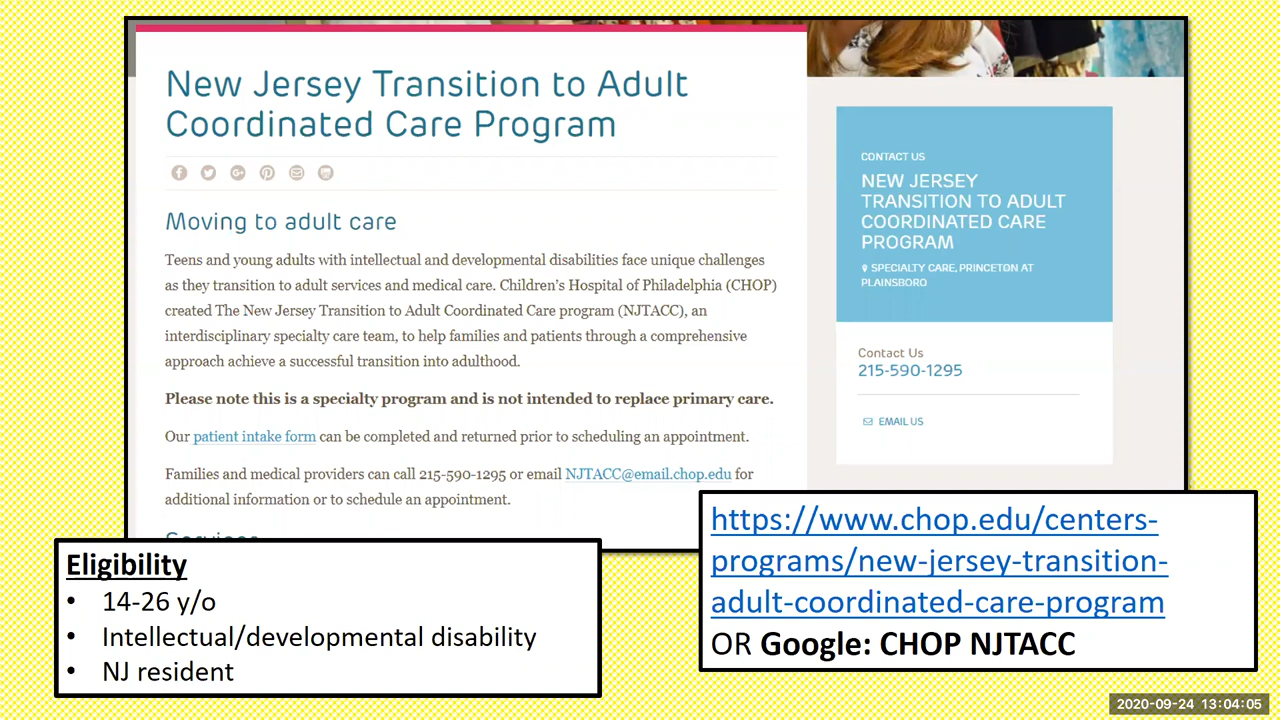 New Jersey Transition to Adult
Coordinated Care Program
Moving to adult care
Teens and young adults with intellectual and developmental disabilities face unique challenges
as they transition to adult services and medical care. Children's Hospital of Philadelphia (CHOP)
created The New Jersey Transition to Adult Coordinated Care program (NJTACC), an
interdisciplinary specialty care team, to help families and patients through a comprehensive
approach achieve a successful transition into adulthood.
Please note this is a specialty program and is not intended to replace primary care.
Our patient intake form can be completed and returned prior to scheduling an appointment.
Families and medical providers can call 215-590-1295 or email NJTACC@email.chop.edu for
additional information or to schedule an appointment.
Services
CONTACT US
NEW JERSEY
TRANSITION TO ADULT
COORDINATED CARE
PROGRAM
SPECIALTY CARE, PRINCETON AT
PLAINSBORO
Contact Us
215-590-1295
EMAIL US
Eligibility
• 14-26 y/o
• Intellectual/developmental disability
• NJ resident
https://www.chop.edu/centers-
programs/new-jersey-transition-
adult-coordinated-care-program
OR Google: CHOP NJTACC
2020-09-24 13:04:05